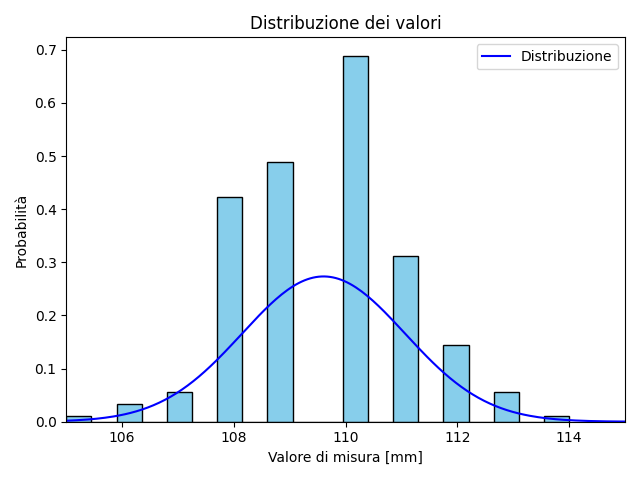 Distribuzione dei valori
Distribuzione
0.7
0.6
0.5
0.4
0.3
0.2
0.1
0.0
Probabilità
106 108 110 112 114
Valore di misura [mm]